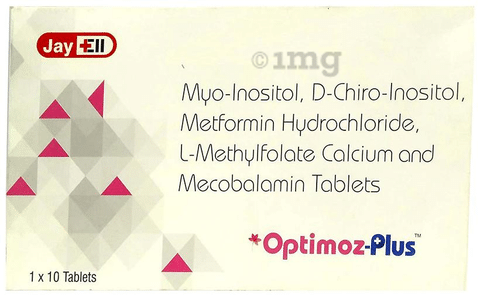 Jay Ell
©1mg
Myo-Inositol, D-Chiro-Inositol,
Metformin Hydrochloride,
L-Methylfolate Calcium and
Mecobalamin Tablets
Optimoz-Plus™
1 x 10 Tablets